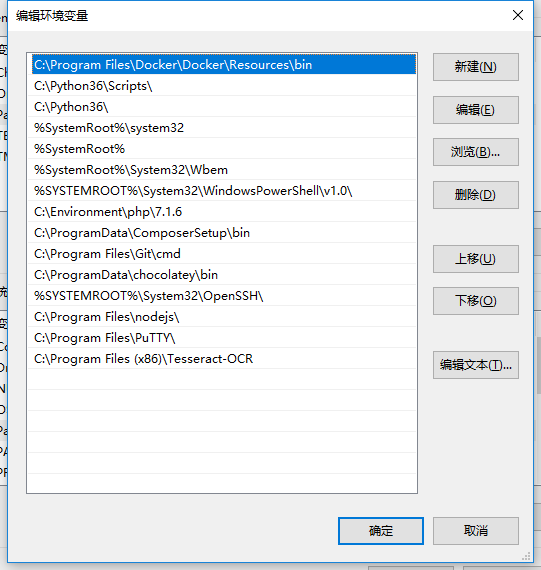 编辑环境变量
C:\Program Files\Docker\Docker\Resources\bin
C:\Python36\Scripts\
C:\Python36\
%SystemRoot%\system32
%SystemRoot%
%SystemRoot%\System32\Wbem
%SYSTEMROOT%\System32\WindowsPowerShell\v1.0\
C:\Environment\php\7.1.6
C:\ProgramData\ComposerSetup\bin
C:\Program Files\Git\cmd
C:\ProgramData\chocolatey\bin
%SYSTEMROOT%\System32\OpenSSH\
C:\Program Files\nodejs\
C:\Program Files\PuTTY\
C:\Program Files (x86)\Tesseract-OCR
新建(N)
编辑(E)
浏览(B)...
删除(D)
上移(U)
下移(O)
编辑文本(T)...
确定
取消